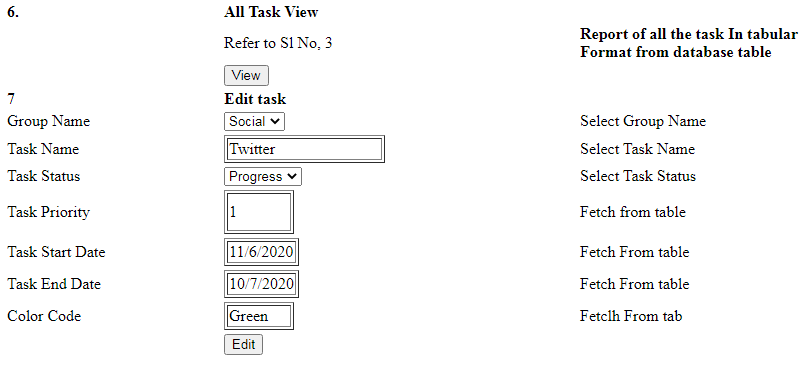 6. All Task View
Refer to Sl No, 3 Report of all the task In tabular
Format from database table
View
7 Edit task
Group Name Social Select Group Name
Task Name Twitter Select Task Name
Task Status Progress Select Task Status
Task Priority 1 Fetch from table
Task Start Date 11/6/2020 Fetch From table
Task End Date 10/7/2020 Fetch From table
Color Code Green Fetclh From tab
Edit